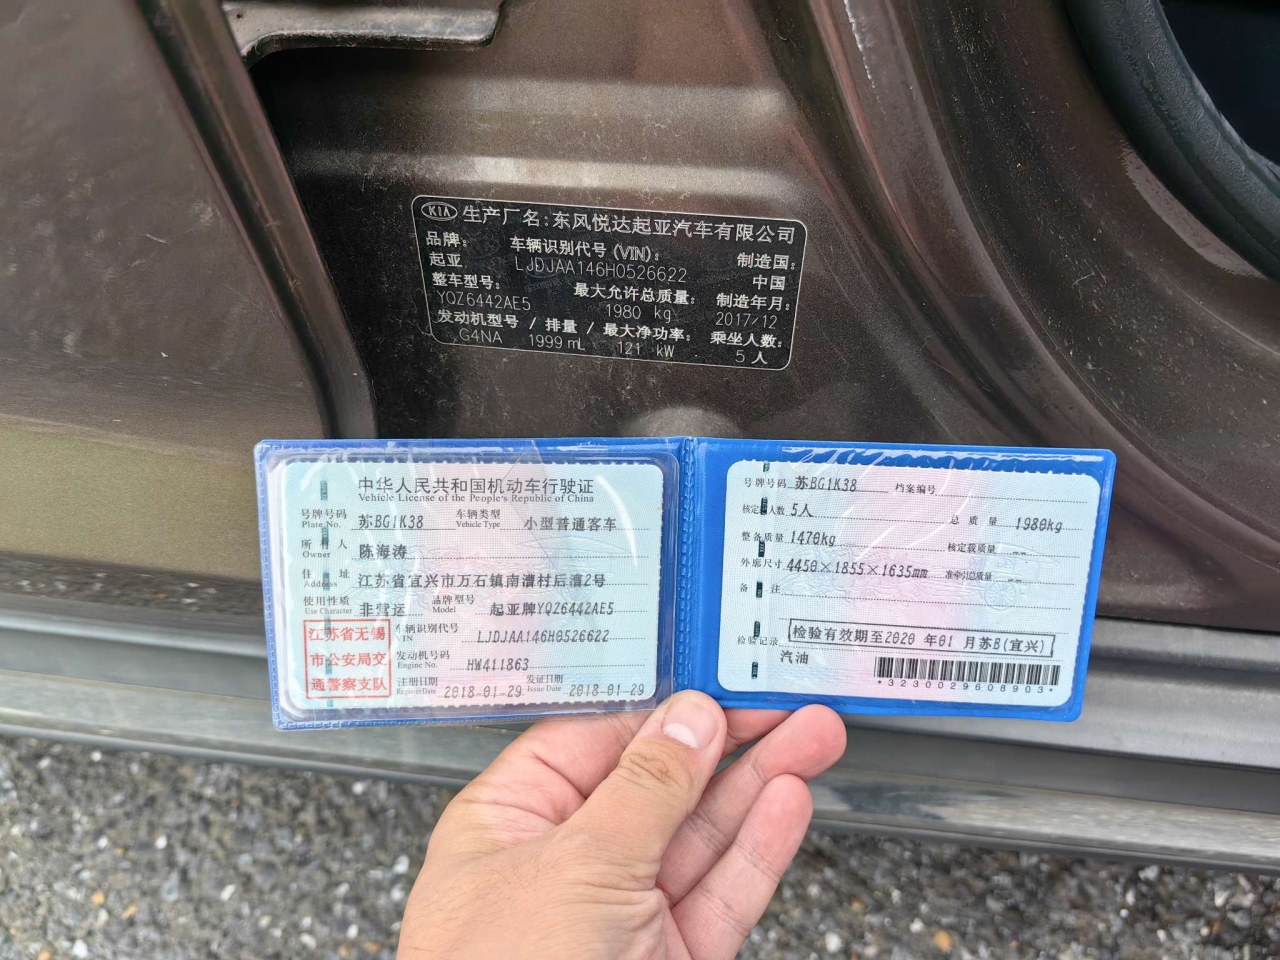 KIA 生产厂名:东风悦达起亚汽车有限公司
品牌: 车辆识别代号(VIN): 制造国:
起亚 LJDJAA146H0526622 中国
整车型号: 最大允许总质量: 制造年月:
YQZ6442AE5 1980 kg 2017/12
发动机型号 / 排量 / 最大净功率: 乘坐人数:
G4NA 1999 mL 121 kW 5 人
中华人民共和国机动车行驶证
Vehicle License of the People's Republic of China
号牌号码 苏BG1K38 车辆类型 小型普通客车
Plate No. Vehicle Type
所有人 陈海涛
Owner
住址 江苏省宜兴市万石镇南漕村后漕2号
Address
使用性质 非营运 品牌型号 起亚牌YQZ6442AE5
Use Character Model
江苏省无锡
市公安局交
通警察支队
车辆识别代号 LJDJAA146H0526622
VIN
发动机号码 HW411863
Engine No.
注册日期 2018-01-29 发证日期 2018-01-29
Register Date Issue Date
号牌号码 苏BG1K38 档案编号
核定人数 5人 总质量 1980kg
整备质量 1470kg 核定载质量 --
外廓尺寸 4450×1855×1635mm 准牵引总质量 --
备注
检验记录 检验有效期至2020 年01 月苏B(宜兴)
汽油
*3230029608903*